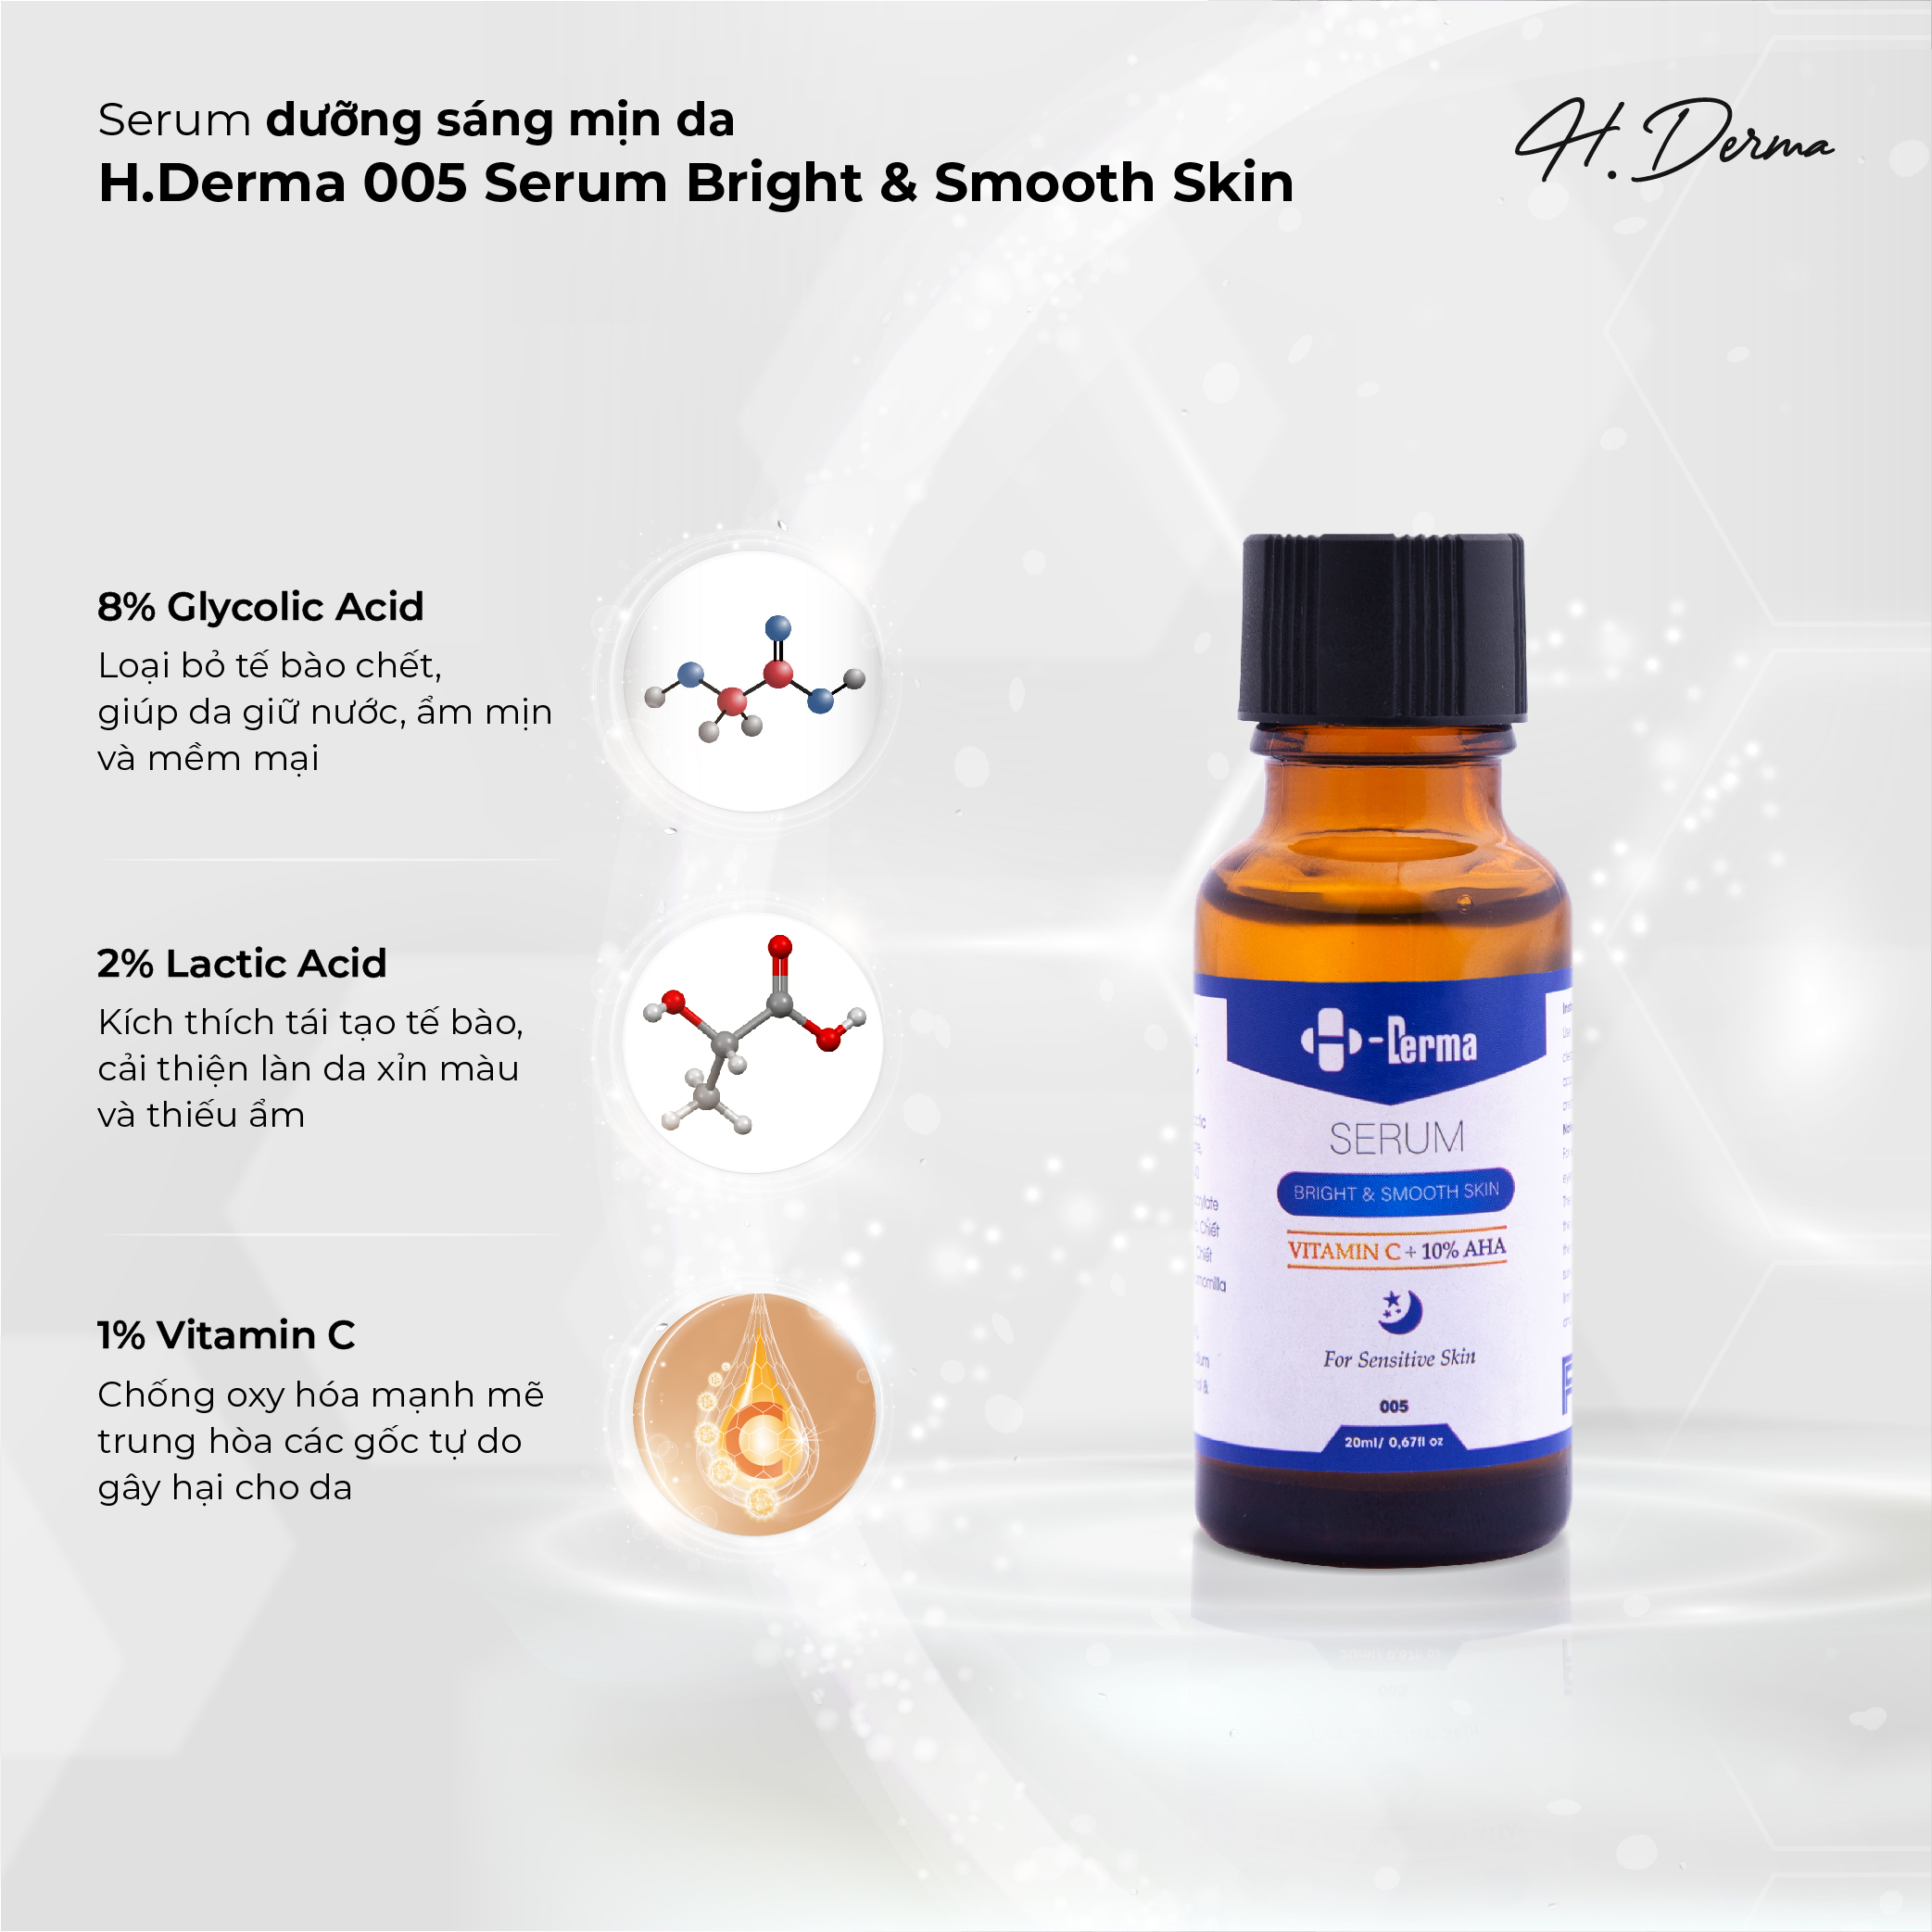 Serum dưỡng sáng mịn da
H.Derma 005 Serum Bright & Smooth Skin
H.Derma
8% Glycolic Acid
Loại bỏ tế bào chết,
giúp da giữ nước, ẩm mịn
và mềm mại
2% Lactic Acid
Kích thích tái tạo tế bào,
cải thiện làn da xỉn màu
và thiếu ẩm
1% Vitamin C
Chống oxy hóa mạnh mẽ
trung hòa các gốc tự do
gây hại cho da
C
H-Derma
SERUM
BRIGHT & SMOOTH SKIN
VITAMIN C + 10% AHA
For Sensitive Skin
005
20ml/ 0,67fl oz
Chiết